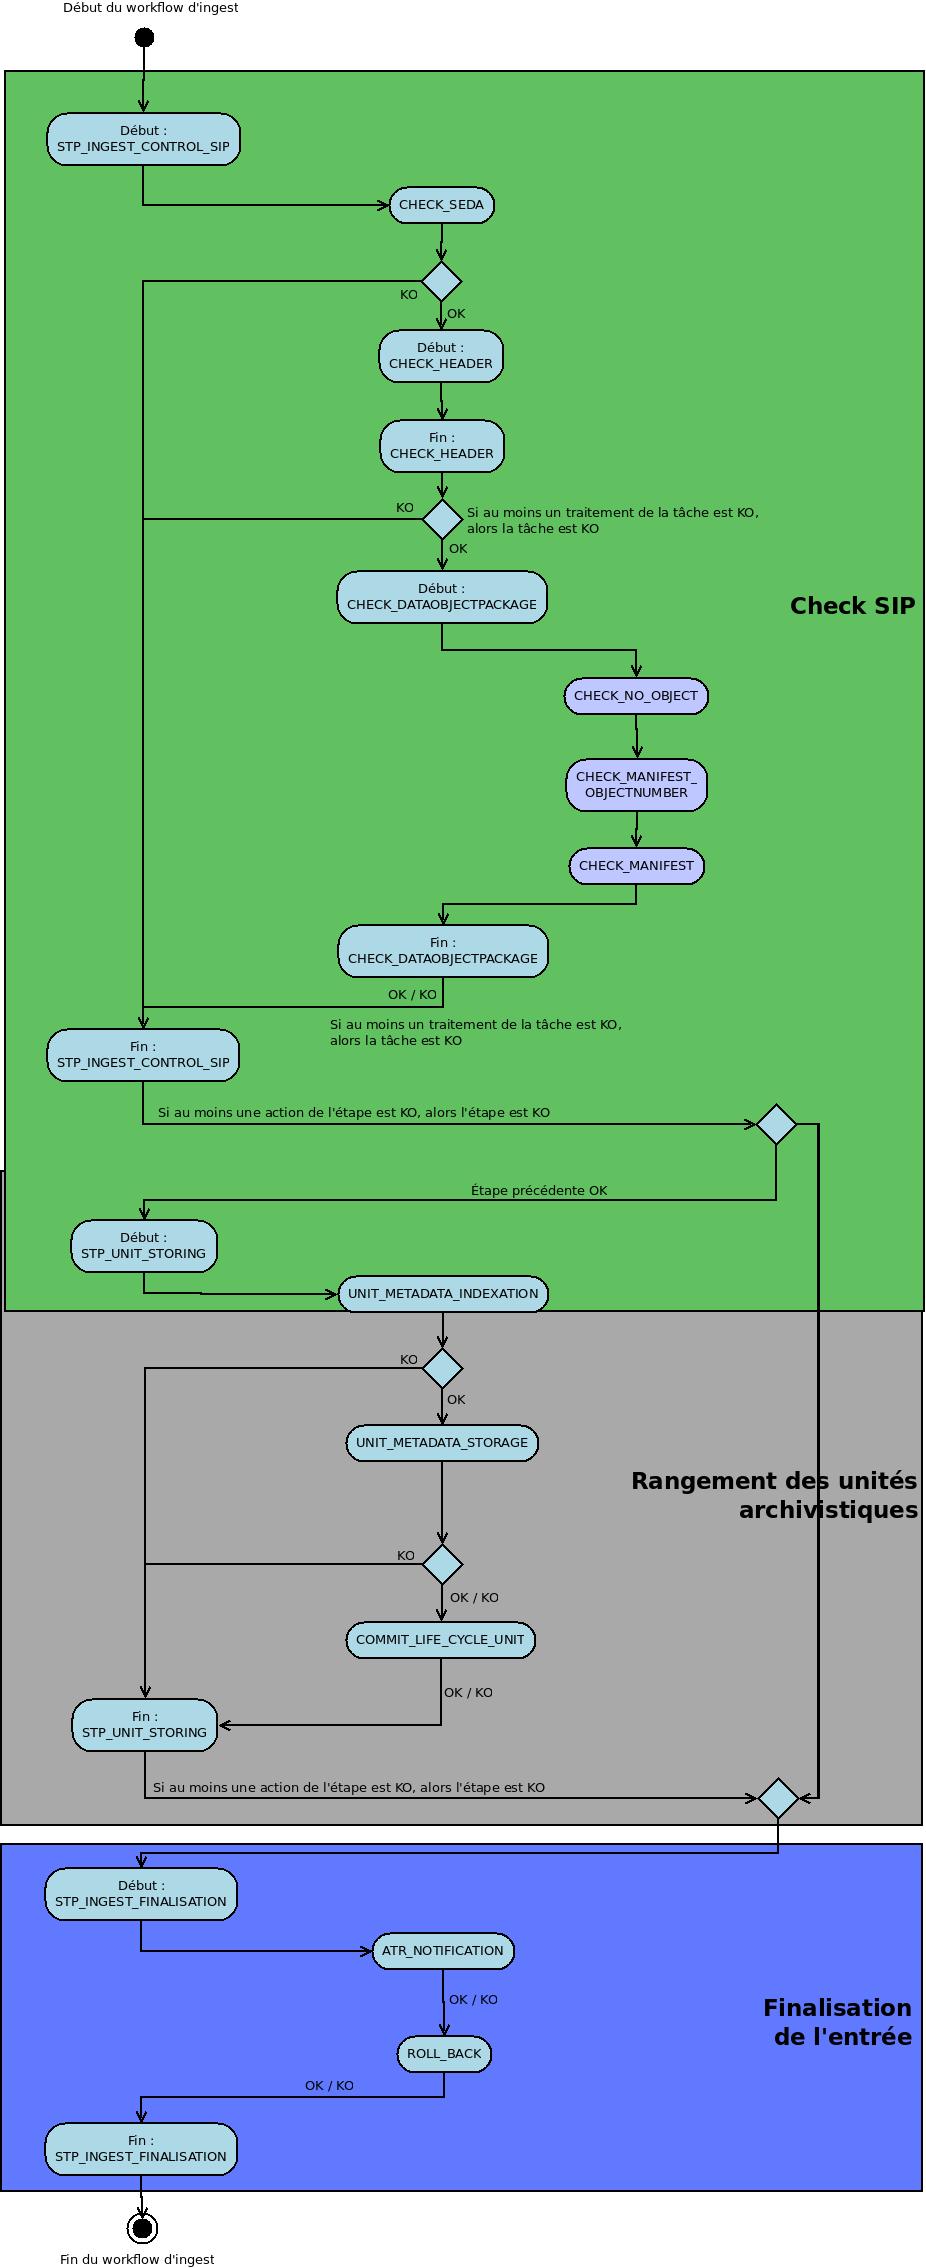 Début du workflow d'ingest
Début :
STP_INGEST_CONTROL_SIP
CHECK_SEDA
KO
OK
Début :
CHECK_HEADER
Fin :
CHECK_HEADER
KO
Si au moins un traitement de la tâche est KO,
alors la tâche est KO
OK
Début :
CHECK_DATAOBJECTPACKAGE
Check SIP
CHECK_NO_OBJECT
CHECK_MANIFEST_
OBJECTNUMBER
CHECK_MANIFEST
Fin :
CHECK_DATAOBJECTPACKAGE
OK / KO
Si au moins un traitement de la tâche est KO,
alors la tâche est KO
Fin :
STP_INGEST_CONTROL_SIP
Si au moins une action de l'étape est KO, alors l'étape est KO
Étape précédente OK
Début :
STP_UNIT_STORING
UNIT_METADATA_INDEXATION
KO
OK
UNIT_METADATA_STORAGE
Rangement des unités
archivistiques
KO
OK / KO
COMMIT_LIFE_CYCLE_UNIT
OK / KO
Fin :
STP_UNIT_STORING
Si au moins une action de l'étape est KO, alors l'étape est KO
Début :
STP_INGEST_FINALISATION
ATR_NOTIFICATION
OK / KO
Finalisation
de l'entrée
ROLL_BACK
OK / KO
Fin :
STP_INGEST_FINALISATION
Fin du workflow d'ingest